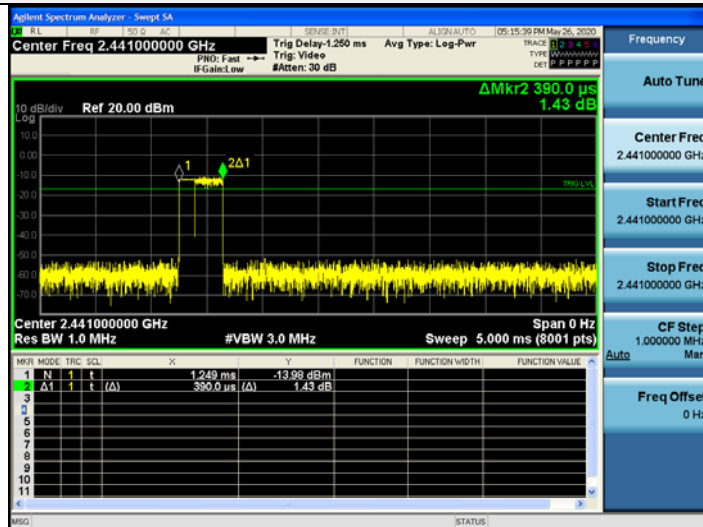 Agilent Spectrum Analyzer - Swept SA
RL RF 50 Ω AC SENSE:INT ALIGNAUTO 05:15:39 PM May 26, 2020
Center Freq 2.441000000 GHz
PNO: Fast
IFGain:Low
Trig Delay-1.250 ms
Trig: Video
#Atten: 30 dB
Avg Type: Log-Pwr
TRACE 1 2 3 4 5 6
TYPE
DET P P P P P P
ΔMkr2 390.0 µs
1.43 dB
10 dB/div Ref 20.00 dBm
Log
10.0
0.00
-10.0
-20.0
-30.0
-40.0
-50.0
-60.0
-70.0
1
2Δ1
TRIG LVL
Center 2.441000000 GHz Span 0 Hz
Res BW 1.0 MHz #VBW 3.0 MHz Sweep 5.000 ms (8001 pts)
MKR MODE TRC SCL X Y FUNCTION FUNCTION WIDTH FUNCTION VALUE
1 N 1 t 1.249 ms -13.98 dBm
2 Δ1 1 t (Δ) 390.0 µs (Δ) 1.43 dB
3
4
5
6
7
8
9
10
11
MSG STATUS
Frequency
Auto Tune
Center Freq
2.441000000 GHz
Start Freq
2.441000000 GHz
Stop Freq
2.441000000 GHz
CF Step
1.000000 MHz
Auto Man
Freq Offset
0 Hz